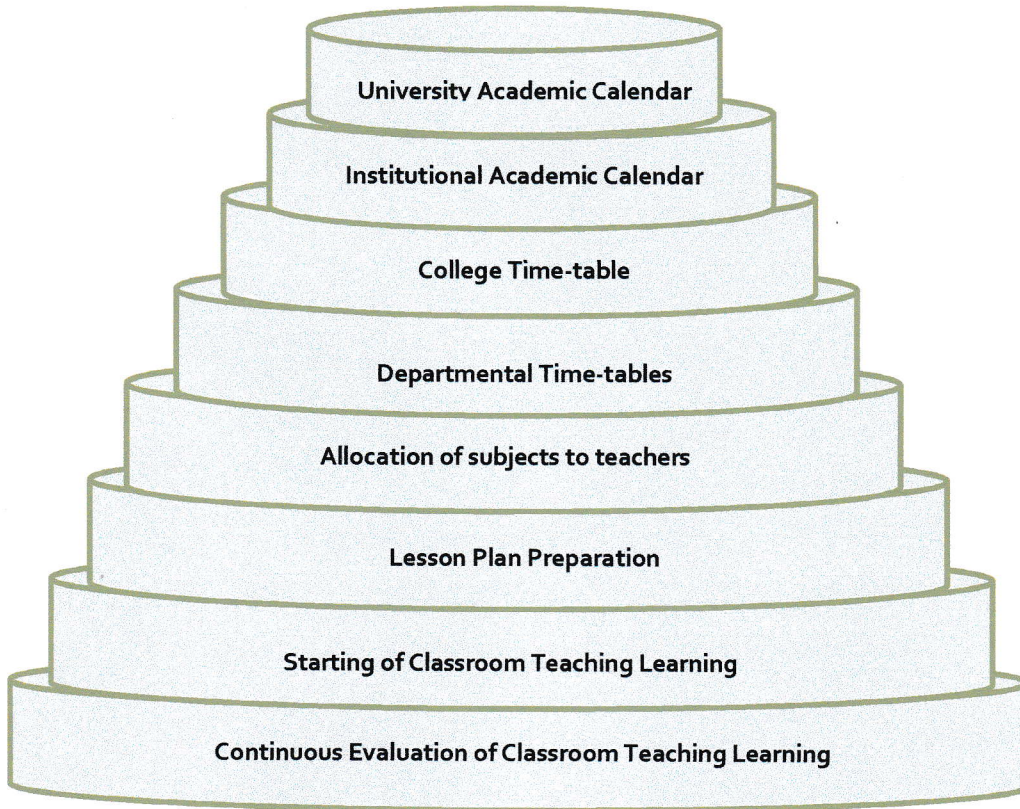 University Academic Calendar
Institutional Academic Calendar
College Time-table
Departmental Time-tables
Allocation of subjects to teachers
Lesson Plan Preparation
Starting of Classroom Teaching Learning
Continuous Evaluation of Classroom Teaching Learning